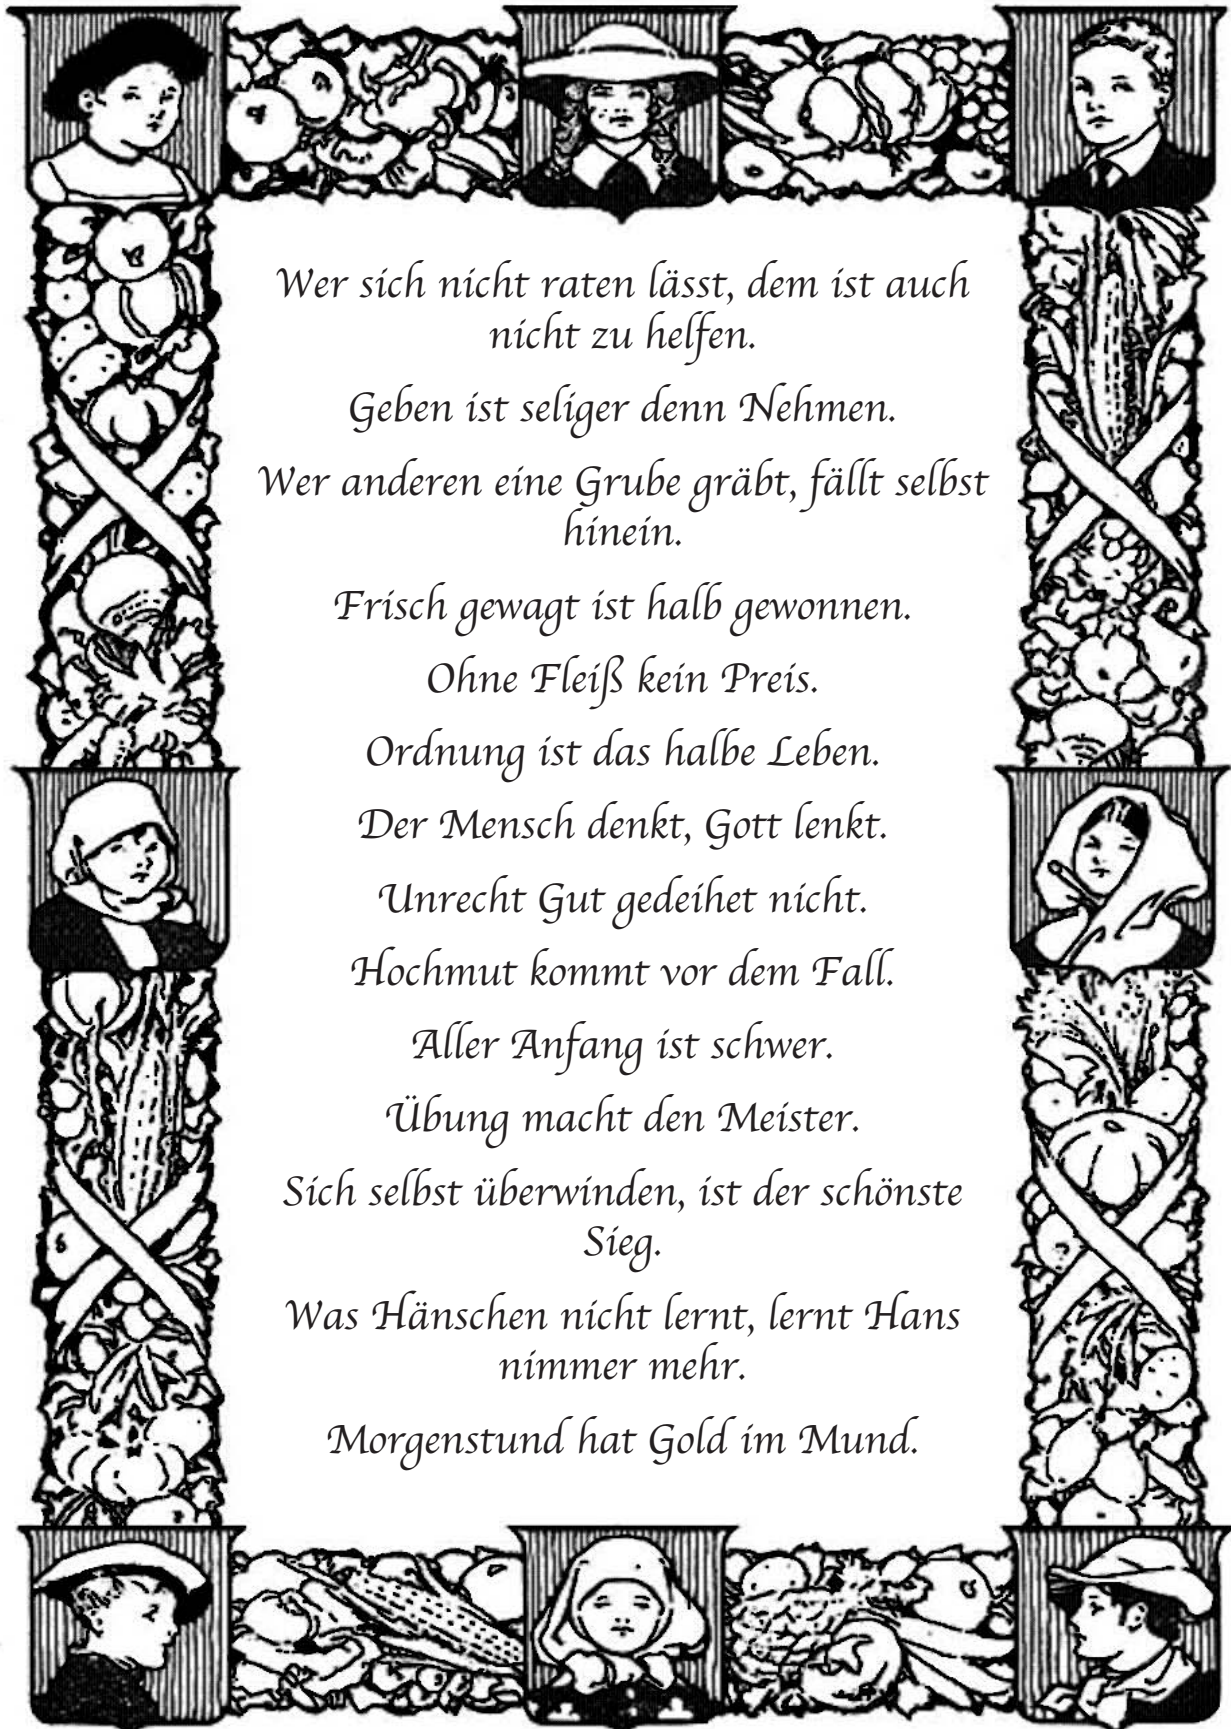 Wer sich nicht raten lässt, dem ist auch
nicht zu helfen.
Geben ist seliger denn Nehmen.
Wer anderen eine Grube gräbt, fällt selbst
hinein.
Frisch gewagt ist halb gewonnen.
Ohne Fleiß kein Preis.
Ordnung ist das halbe Leben.
Der Mensch denkt, Gott lenkt.
Unrecht Gut gedeihet nicht.
Hochmut kommt vor dem Fall.
Aller Anfang ist schwer.
Übung macht den Meister.
Sich selbst überwinden, ist der schönste
Sieg.
Was Hänschen nicht lernt, lernt Hans
nimmer mehr.
Morgenstund hat Gold im Mund.